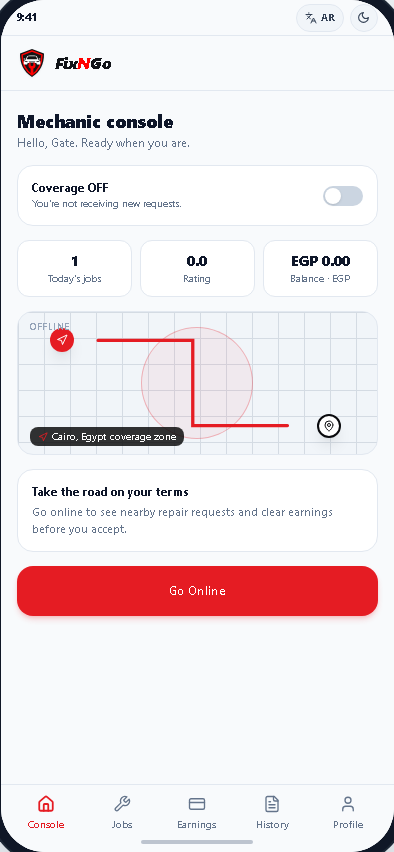 9:41
AR
FixNGo
Mechanic console
Hello, Gate. Ready when you are.
Coverage OFF
You're not receiving new requests.
1
Today's jobs
0.0
Rating
EGP 0.00
Balance · EGP
OFFLINE
Cairo, Egypt coverage zone
Take the road on your terms
Go online to see nearby repair requests and clear earnings
before you accept.
Go Online
Console
Jobs
Earnings
History
Profile